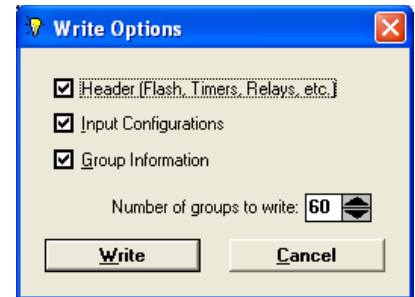 Write Options
Header (Flash, Timers, Relays, etc.)
Input Configurations
Group Information
Number of groups to write: 60
Write Cancel